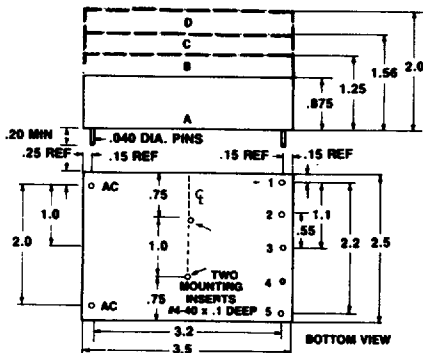 D
C
B
A
2.0
1.56
1.25
.875
.20 MIN
.040 DIA. PINS
.25 REF
.15 REF
.15 REF
.15 REF
AC
.75
℄
1
2
3
4
5
1.0
2.0
1.0
1.1
.55
2.2
2.5
TWO
MOUNTING
INSERTS
#4-40 x .1 DEEP
.75
AC
3.2
3.5
BOTTOM VIEW